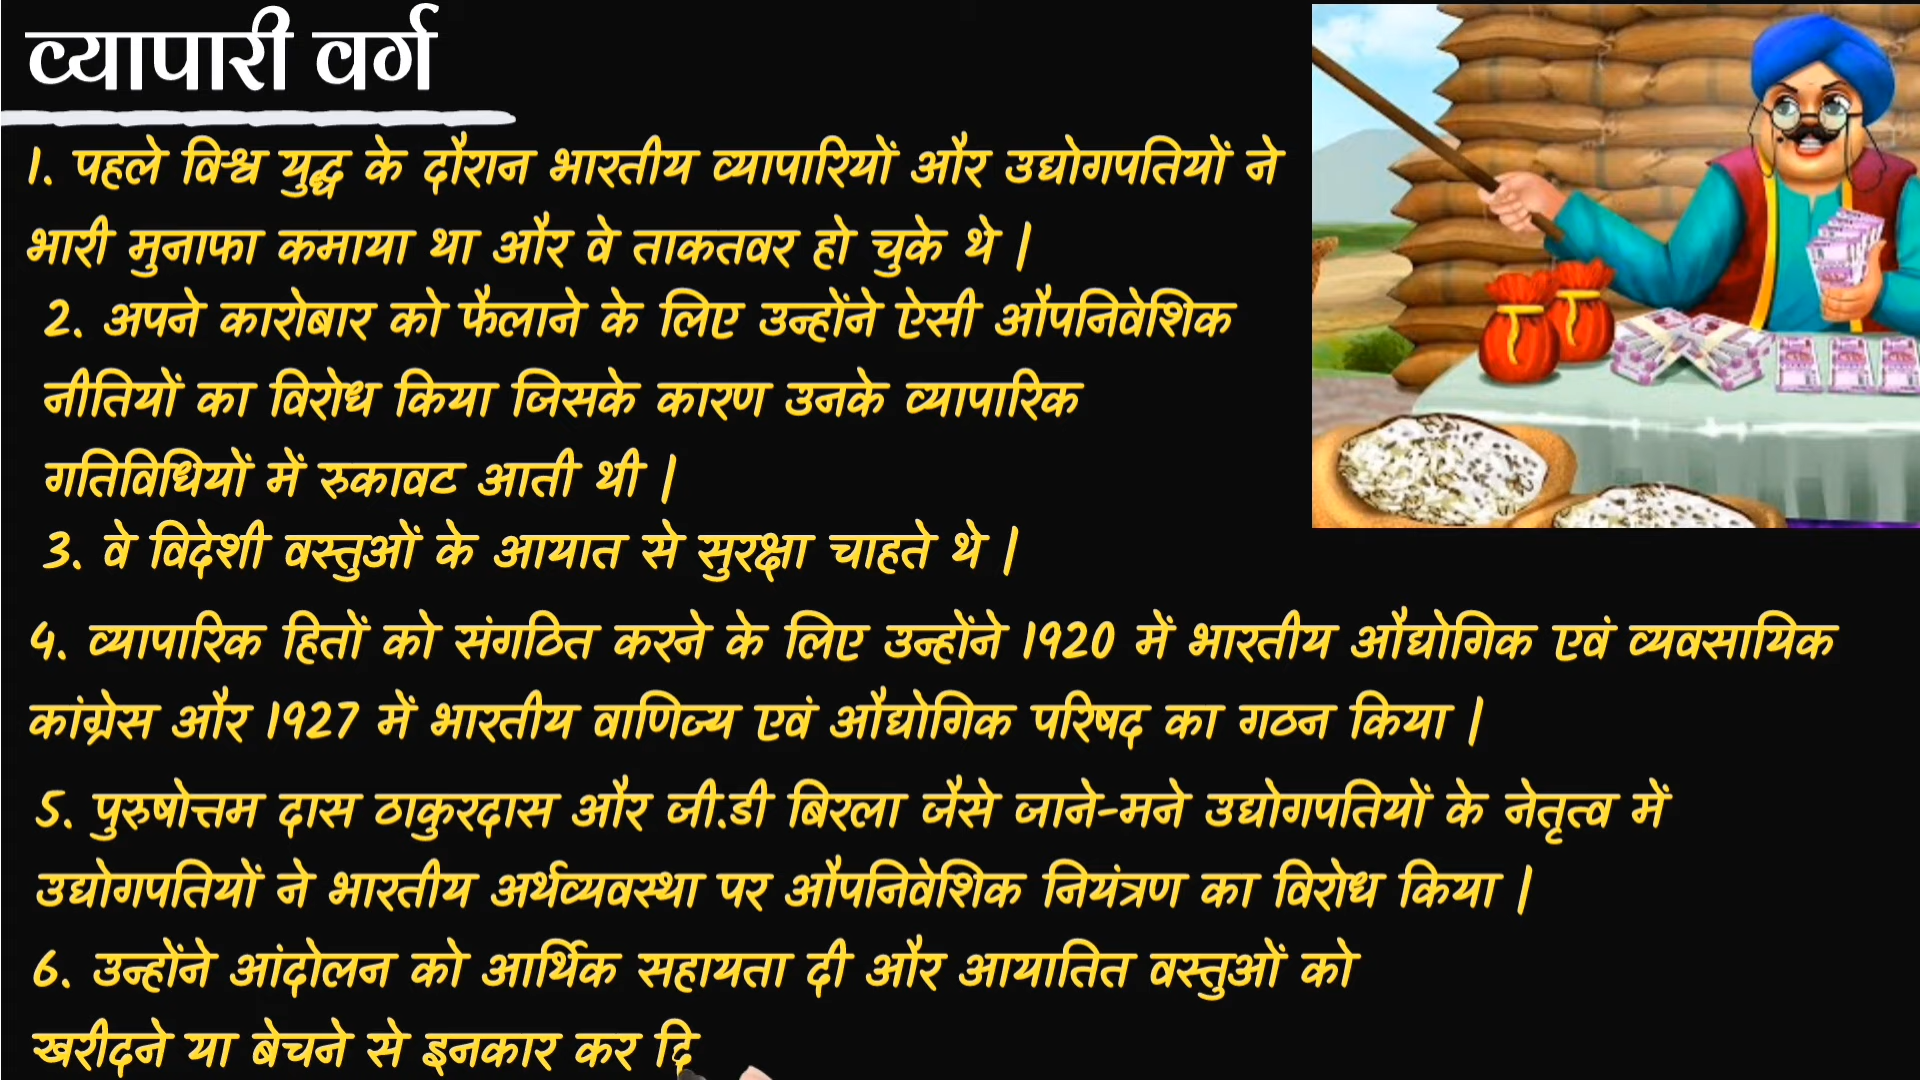 व्यापारी वर्ग
1. पहले विश्व युद्ध के दौरान भारतीय व्यापारियों और उद्योगपतियों ने
भारी मुनाफा कमाया था और वे ताकतवर हो चुके थे |
2. अपने कारोबार को फैलाने के लिए उन्होंने ऐसी औपनिवेशिक
नीतियों का विरोध किया जिसके कारण उनके व्यापारिक
गतिविधियों में रुकावट आती थी |
3. वे विदेशी वस्तुओं के आयात से सुरक्षा चाहते थे |
4. व्यापारिक हितों को संगठित करने के लिए उन्होंने 1920 में भारतीय औद्योगिक एवं व्यवसायिक
कांग्रेस और 1927 में भारतीय वाणिज्य एवं औद्योगिक परिषद का गठन किया |
5. पुरुषोत्तम दास ठाकुरदास और जी.डी बिरला जैसे जाने-मने उद्योगपतियों के नेतृत्व में
उद्योगपतियों ने भारतीय अर्थव्यवस्था पर औपनिवेशिक नियंत्रण का विरोध किया |
6. उन्होंने आंदोलन को आर्थिक सहायता दी और आयातित वस्तुओं को
खरीदने या बेचने से इनकार कर दि